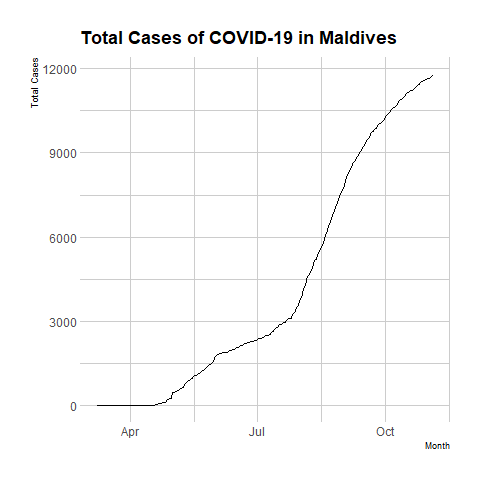 Total Cases of COVID-19 in Maldives
Total Cases
12000
9000
6000
3000
0
Apr Jul Oct
Month